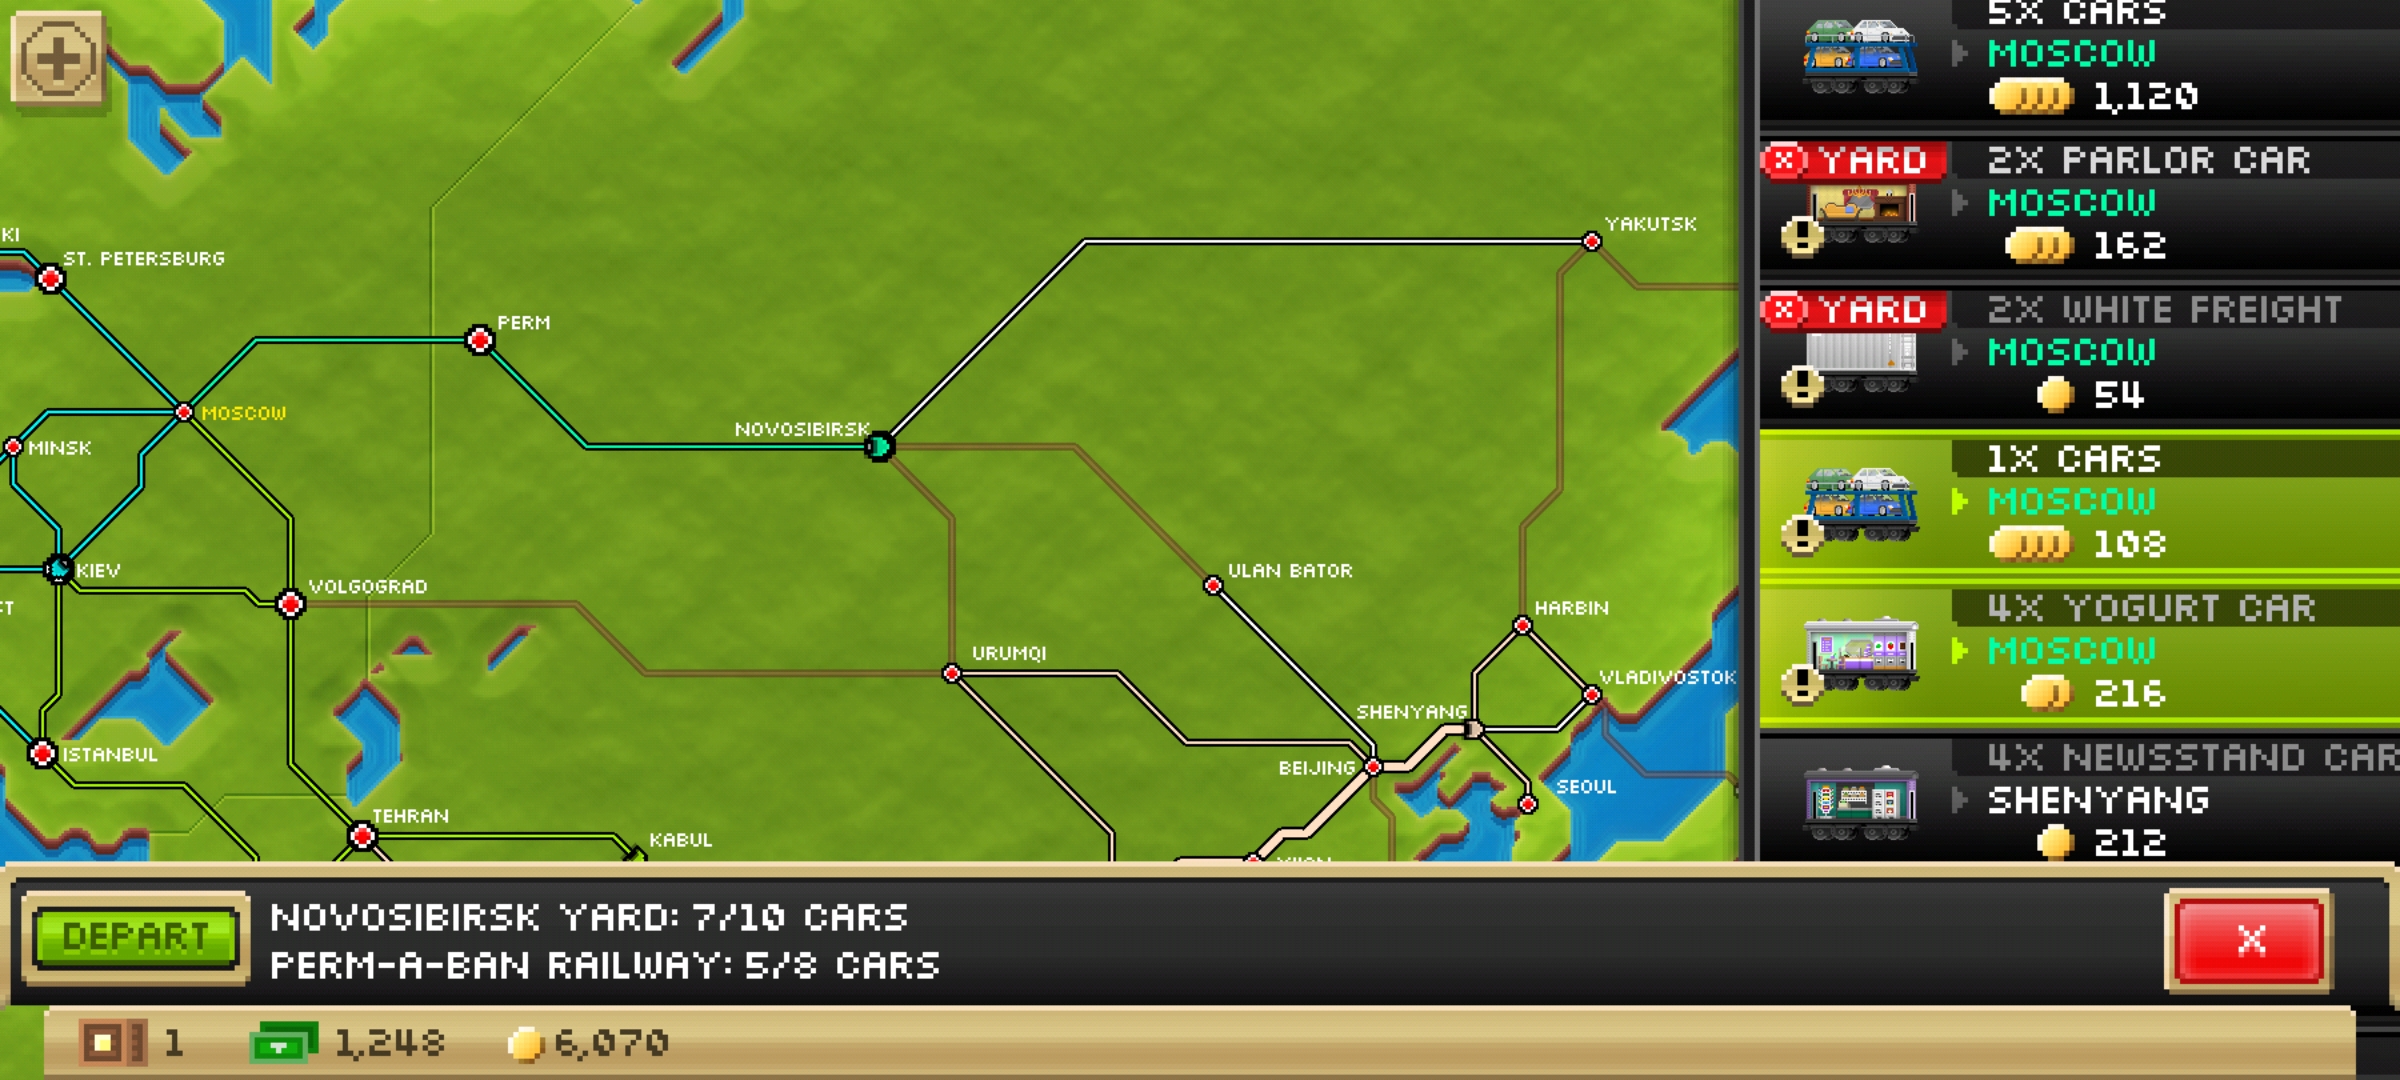 5X CARS
MOSCOW
1,120
YARD
2X PARLOR CAR
MOSCOW
162
YARD
2X WHITE FREIGHT
MOSCOW
54
1X CARS
MOSCOW
108
4X YOGURT CAR
MOSCOW
216
4X NEWSSTAND CAR
SHENYANG
212
KI
ST. PETERSBURG
YAKUTSK
PERM
MOSCOW
NOVOSIBIRSK
MINSK
KIEV
ULAN BATOR
VOLGOGRAD
HARBIN
URUMQI
VLADIVOSTOK
SHENYANG
ISTANBUL
BEIJING
SEOUL
TEHRAN
KABUL
DEPART
NOVOSIBIRSK YARD: 7/10 CARS
PERM-A-BAN RAILWAY: 5/8 CARS
X
1
1,248
6,070